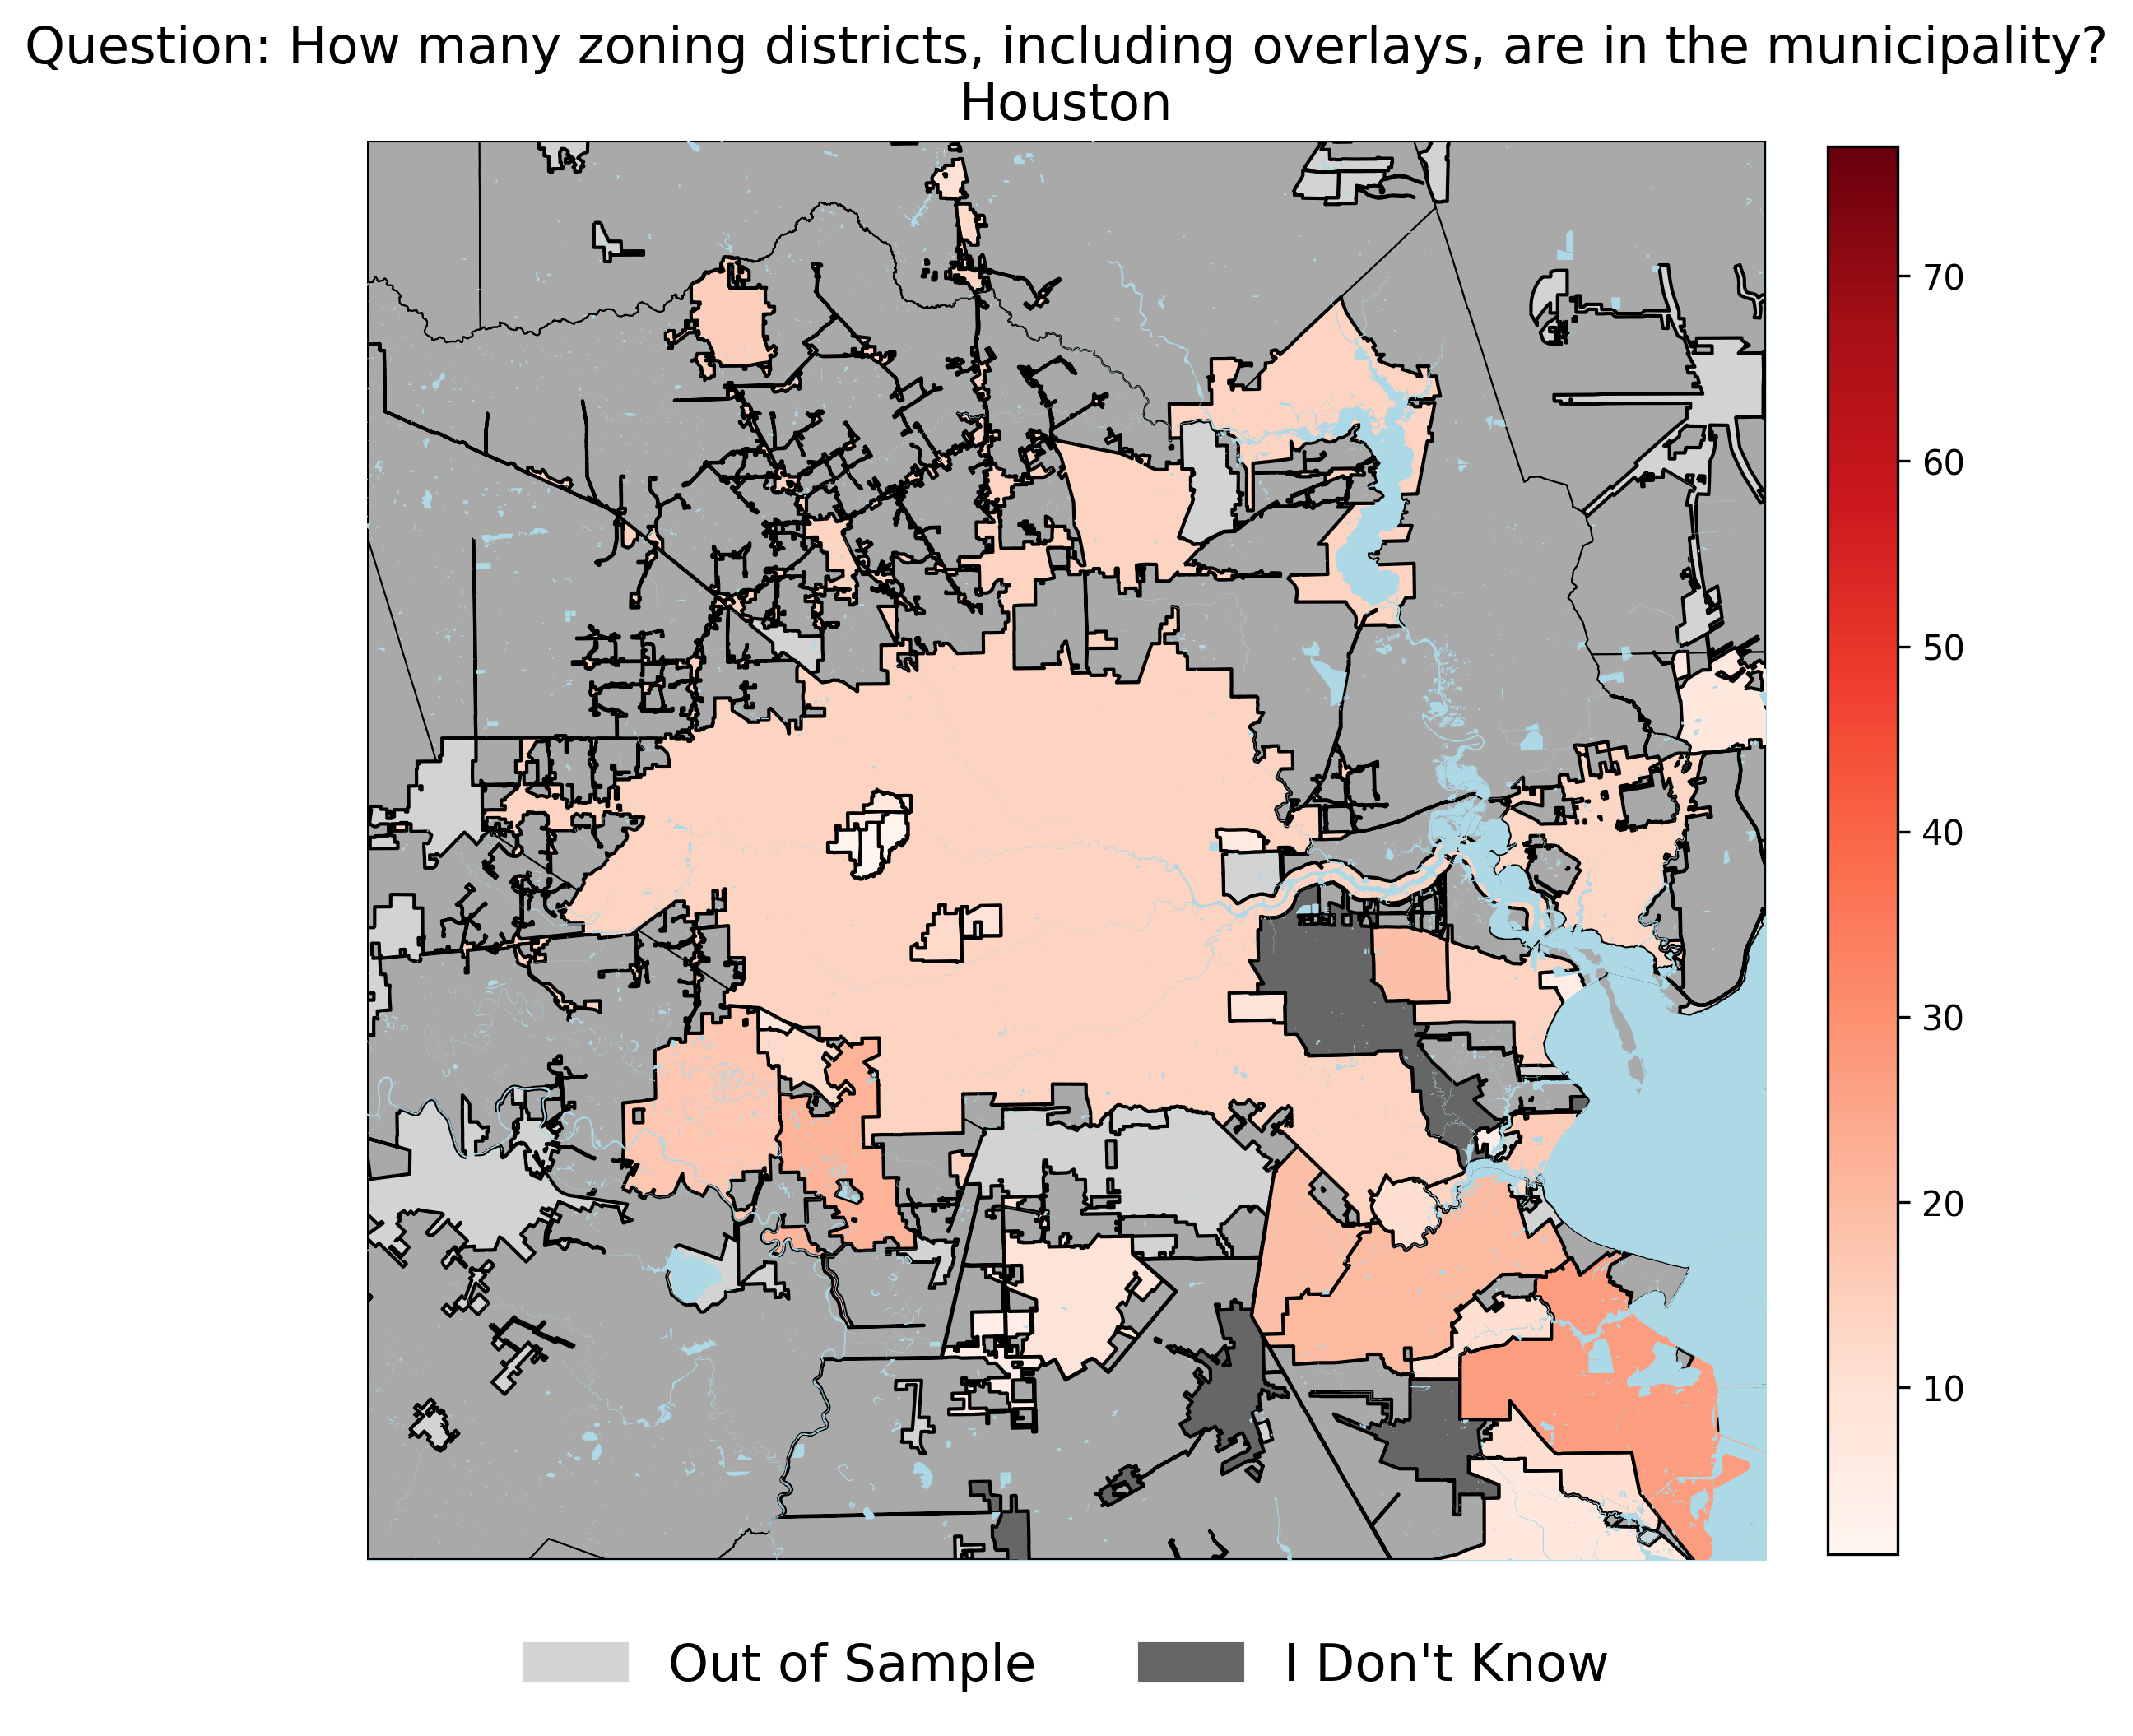 Question: How many zoning districts, including overlays, are in the municipality?
Houston
70
60
50
40
30
20
10
Out of Sample
I Don't Know